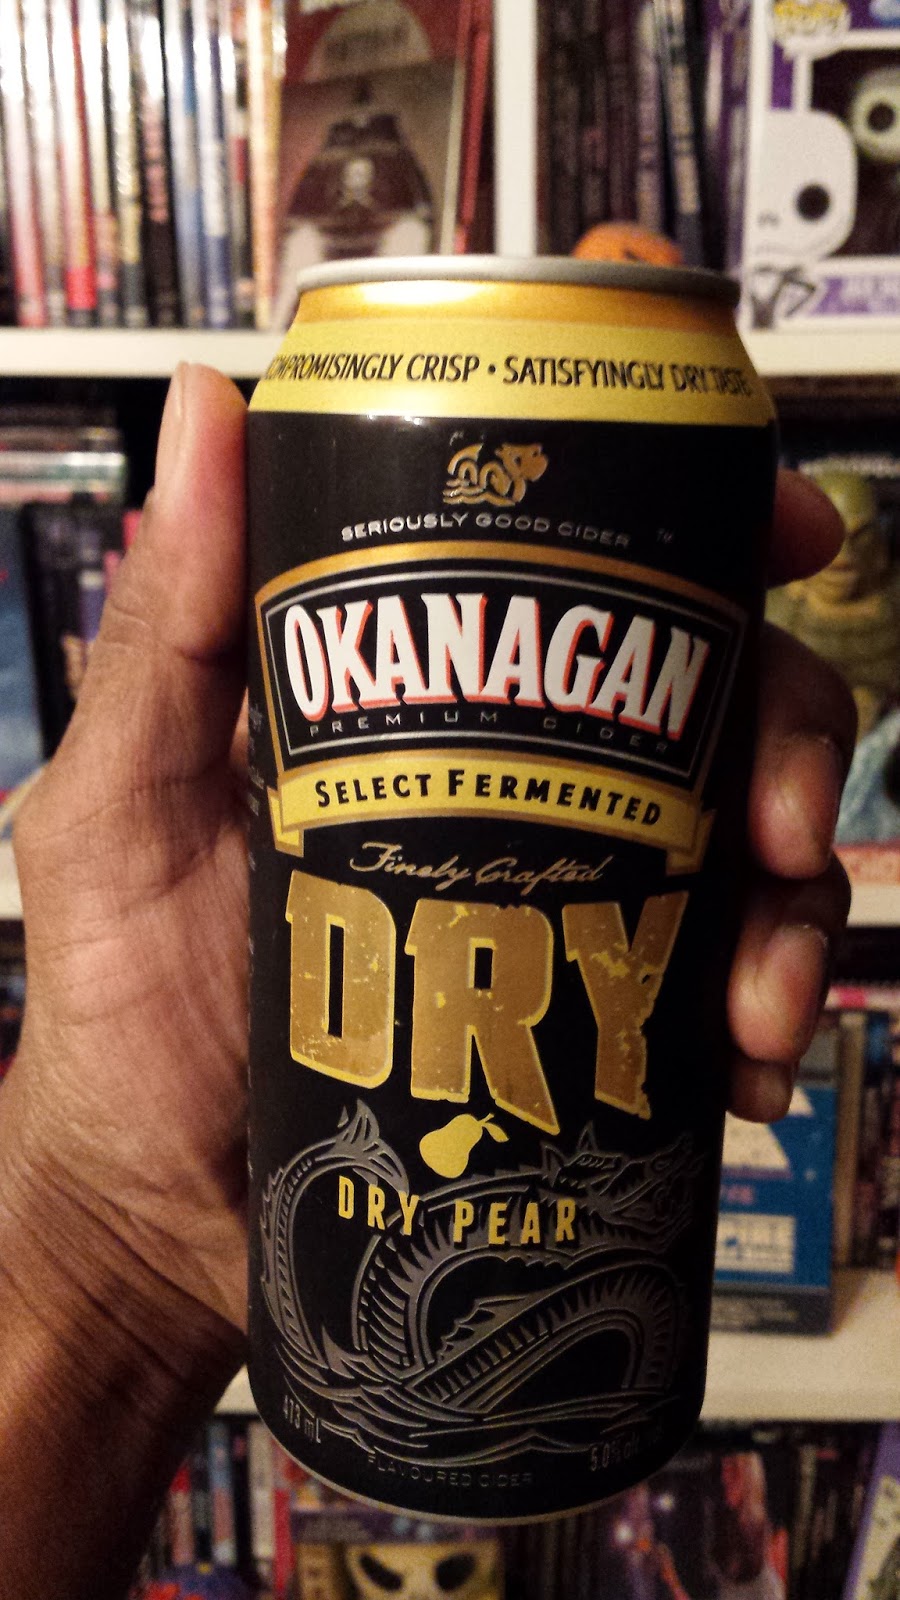 COMPROMISINGLY CRISP • SATISFYINGLY DRY TASTE
SERIOUSLY GOOD CIDER TM
OKANAGAN
PREMIUM CIDER
SELECT FERMENTED
Finely Crafted
DRY
DRY PEAR
473 mL
5.0% alc.
FLAVOURED CIDER